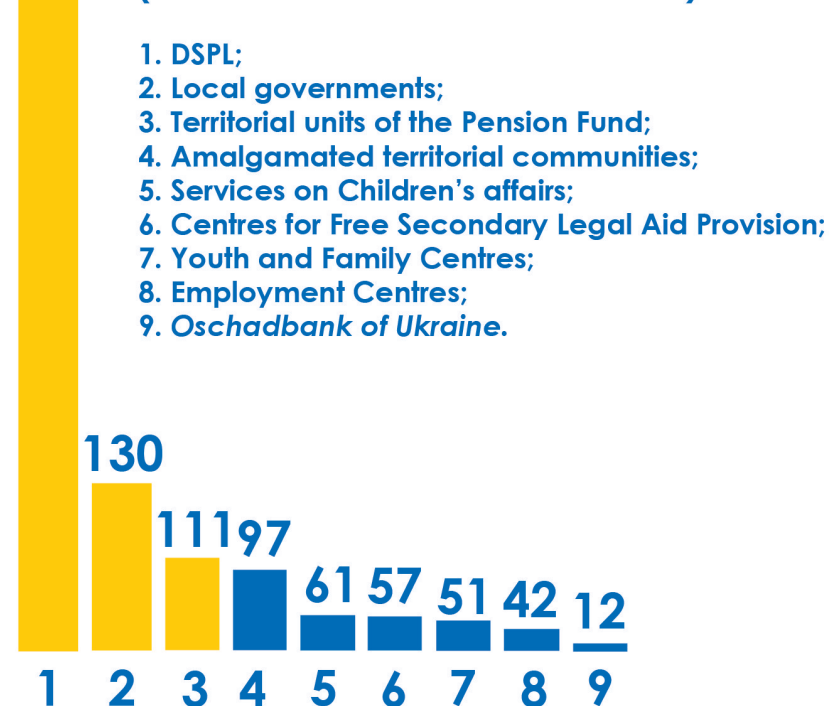 1. DSPL;
2. Local governments;
3. Territorial units of the Pension Fund;
4. Amalgamated territorial communities;
5. Services on Children’s affairs;
6. Centres for Free Secondary Legal Aid Provision;
7. Youth and Family Centres;
8. Employment Centres;
9. Oschadbank of Ukraine.
130
111 97
61 57 51 42 12
1 2 3 4 5 6 7 8 9